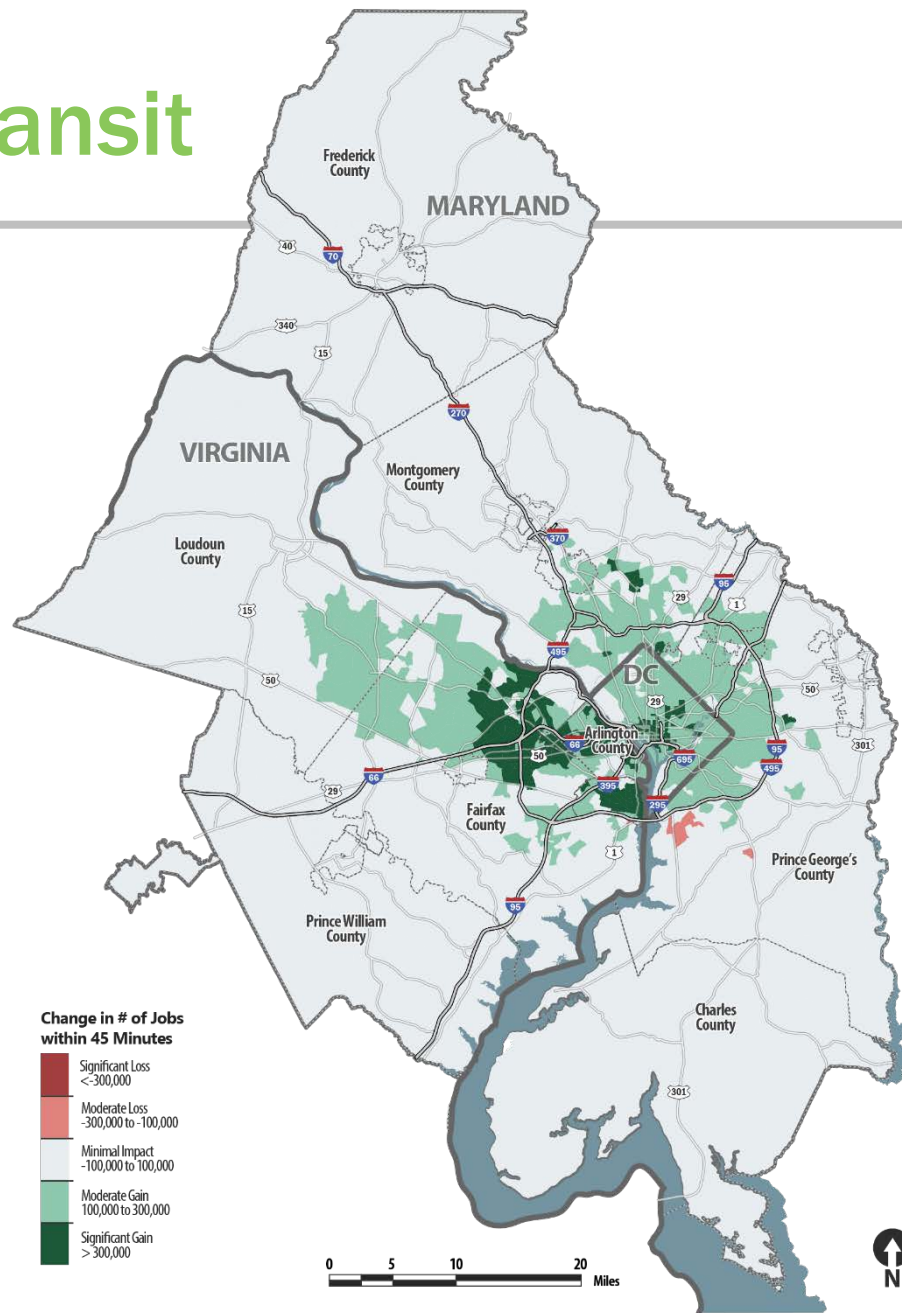 ansit
Frederick
County
MARYLAND
40
70
340
15
270
VIRGINIA
Montgomery
County
Loudoun
County
370
95
29
1
15
495
DC
50
50
29
Arlington
County
66
50
301
95
695
495
66
395
29
295
Fairfax
County
1
Prince George's
County
95
Prince William
County
Charles
County
301
Change in # of Jobs
within 45 Minutes
Significant Loss
<-300,000
Moderate Loss
-300,000 to -100,000
Minimal Impact
-100,000 to 100,000
Moderate Gain
100,000 to 300,000
Significant Gain
> 300,000
0 5 10 20
Miles
N